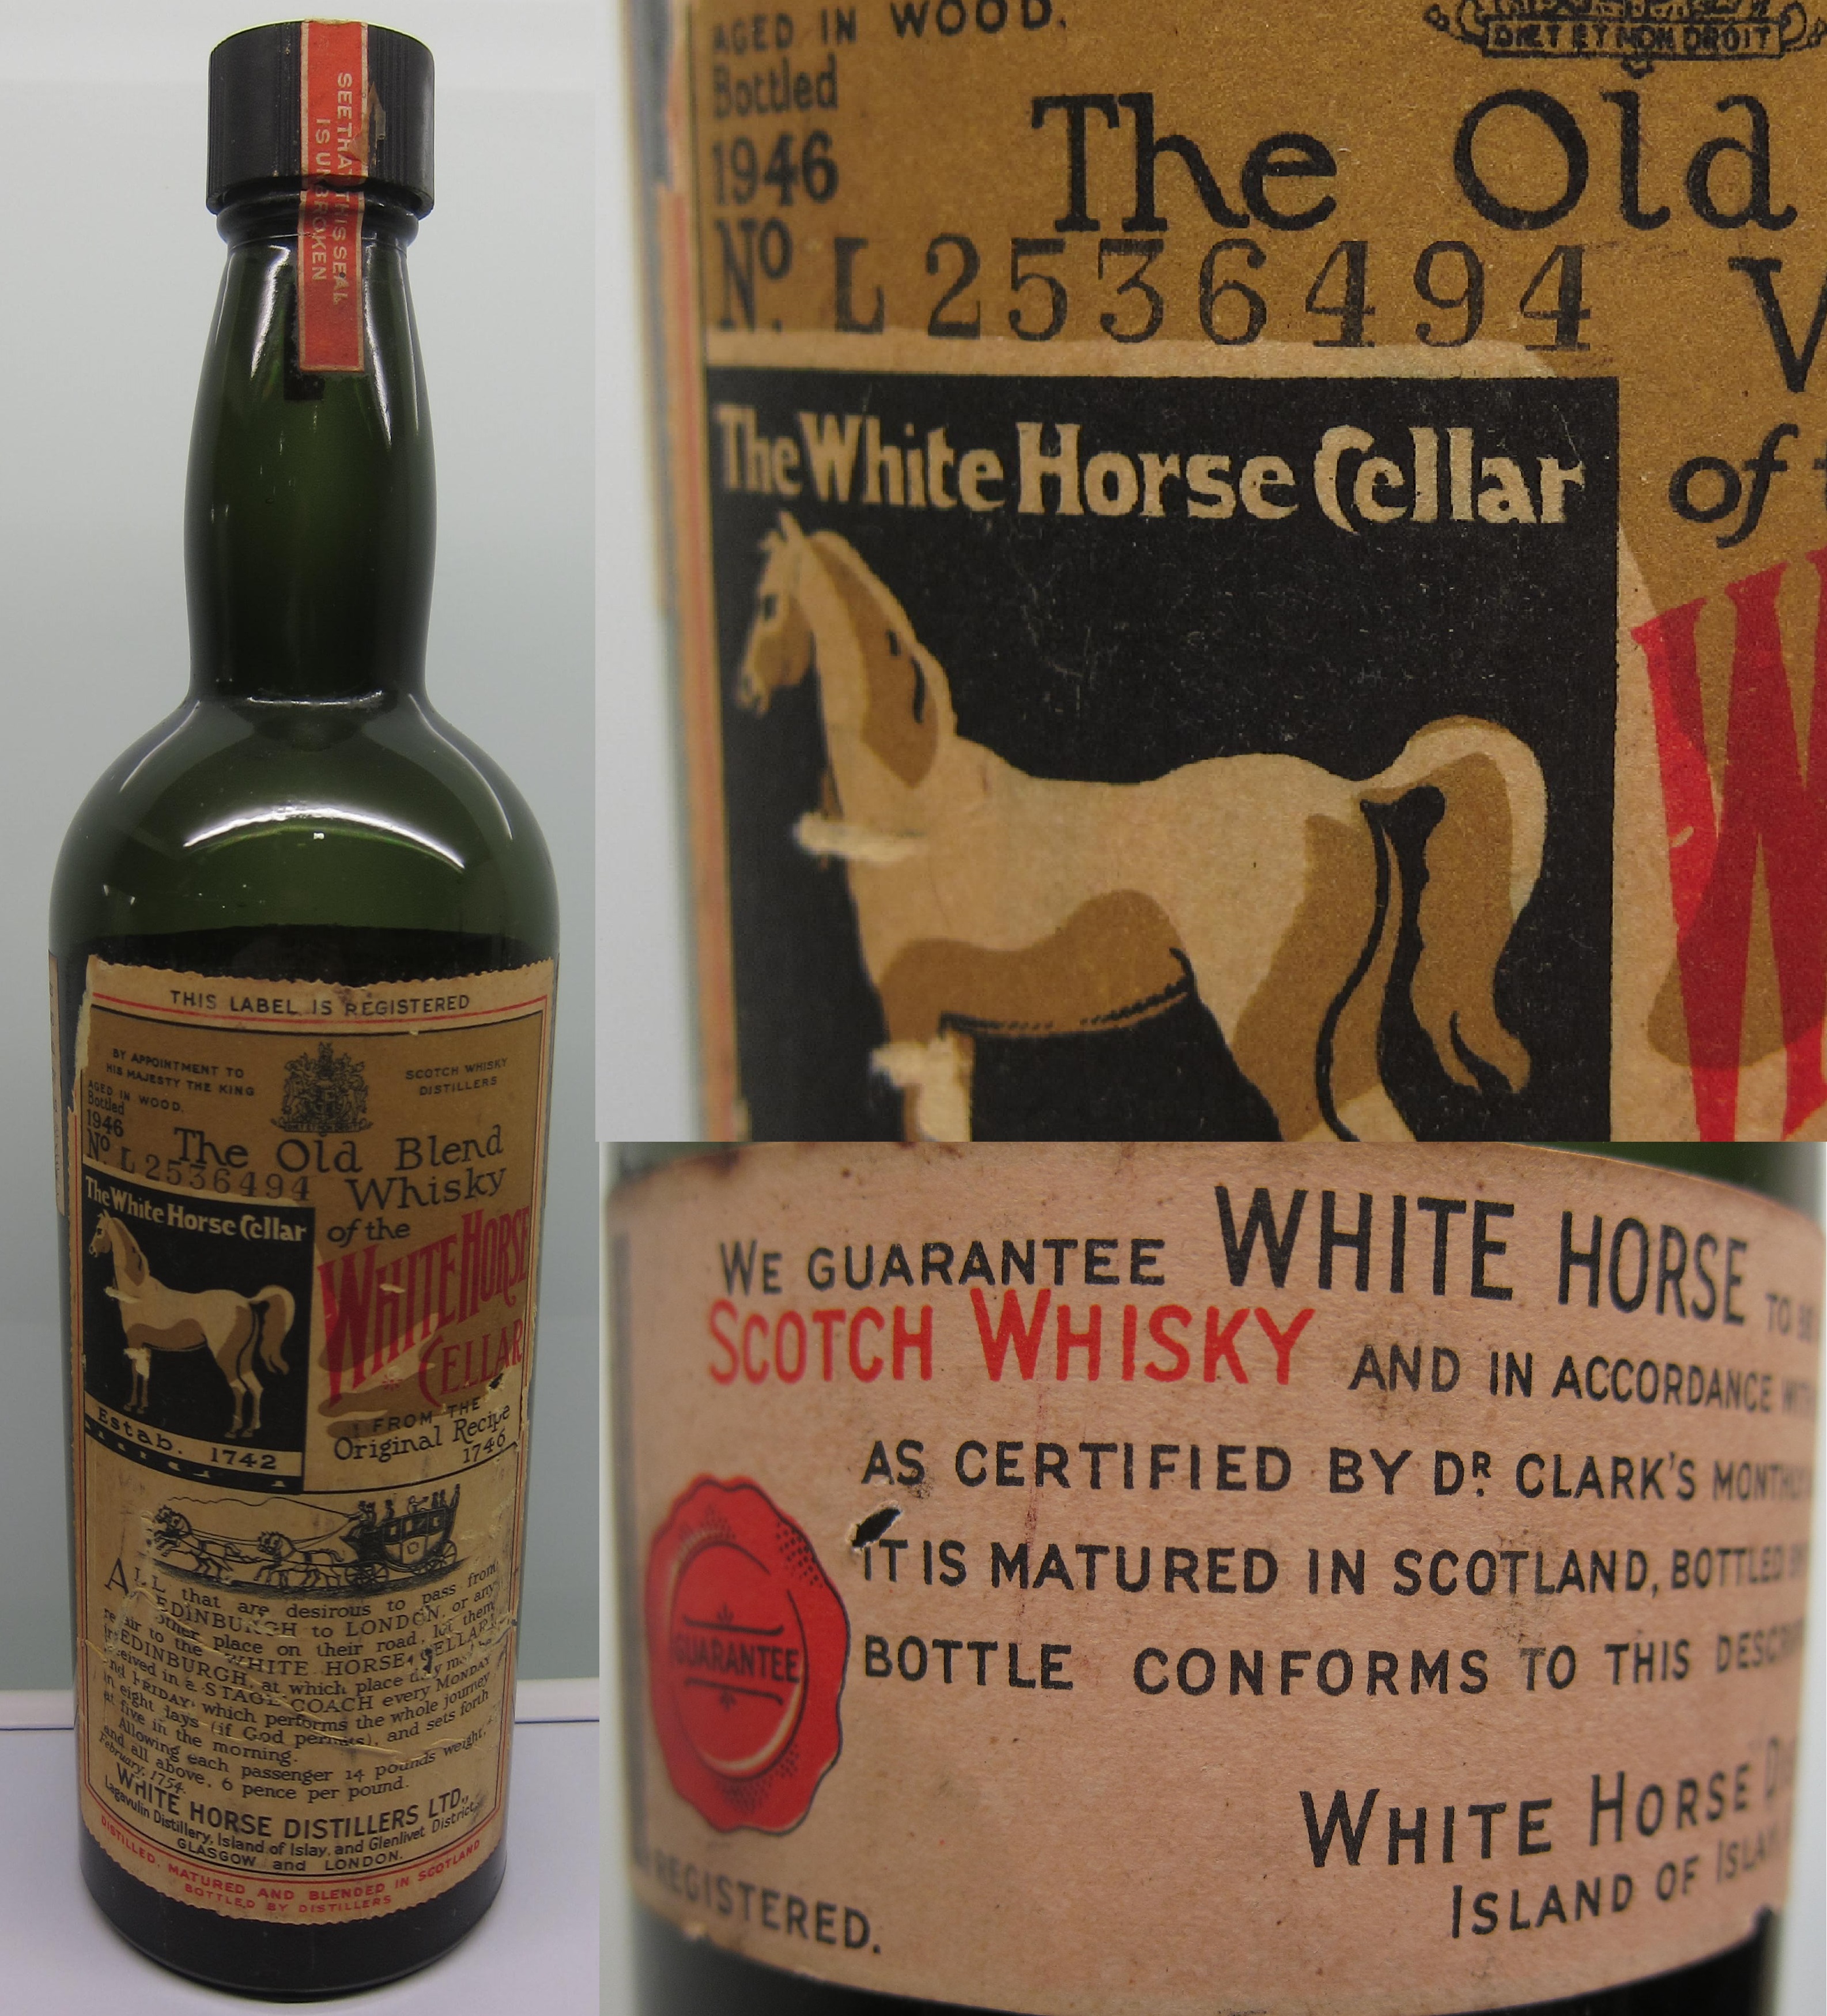 SEE THAT THIS SEAL
IS UNBROKEN
THIS LABEL IS REGISTERED
BY APPOINTMENT TO
HIS MAJESTY THE KING
SCOTCH WHISKY
DISTILLERS
AGED IN WOOD.
Bottled
1946
No L 2536494
The Old Blend
Whisky
of the
WHITE HORSE
CELLAR
FROM THE
Original Recipe
1746
The White Horse Cellar
Estab. 1742
ALL that are desirous to pass from
EDINBURGH to LONDON, or any
other place on their road, let them
repair to the WHITE HORSE CELLAR
in EDINBURGH, at which place they may be
received in a STAGE COACH every MONDAY
and FRIDAY, which performs the whole journey
in eight days (if God permits), and sets forth
at five in the morning.
Allowing each passenger 14 pounds weight,
and all above, 6 pence per pound.
February, 1754.
WHITE HORSE DISTILLERS LTD.,
Lagavulin Distillery, Island of Islay, and Glenlivet District.
GLASGOW and LONDON.
DISTILLED, MATURED AND BLENDED IN SCOTLAND
BOTTLED BY DISTILLERS
AGED IN WOOD.
DIEU ET MON DROIT
Bottled
1946
No. L 2536494
The Old
W
of
The White Horse Cellar
W
WE GUARANTEE WHITE HORSE TO BE
SCOTCH WHISKY AND IN ACCORDANCE WITH
AS CERTIFIED BY DR. CLARK'S MONTHLY
IT IS MATURED IN SCOTLAND, BOTTLED BY
BOTTLE CONFORMS TO THIS DESCRI
GUARANTEE
WHITE HORSE DI
ISLAND OF ISLAY
REGISTERED.